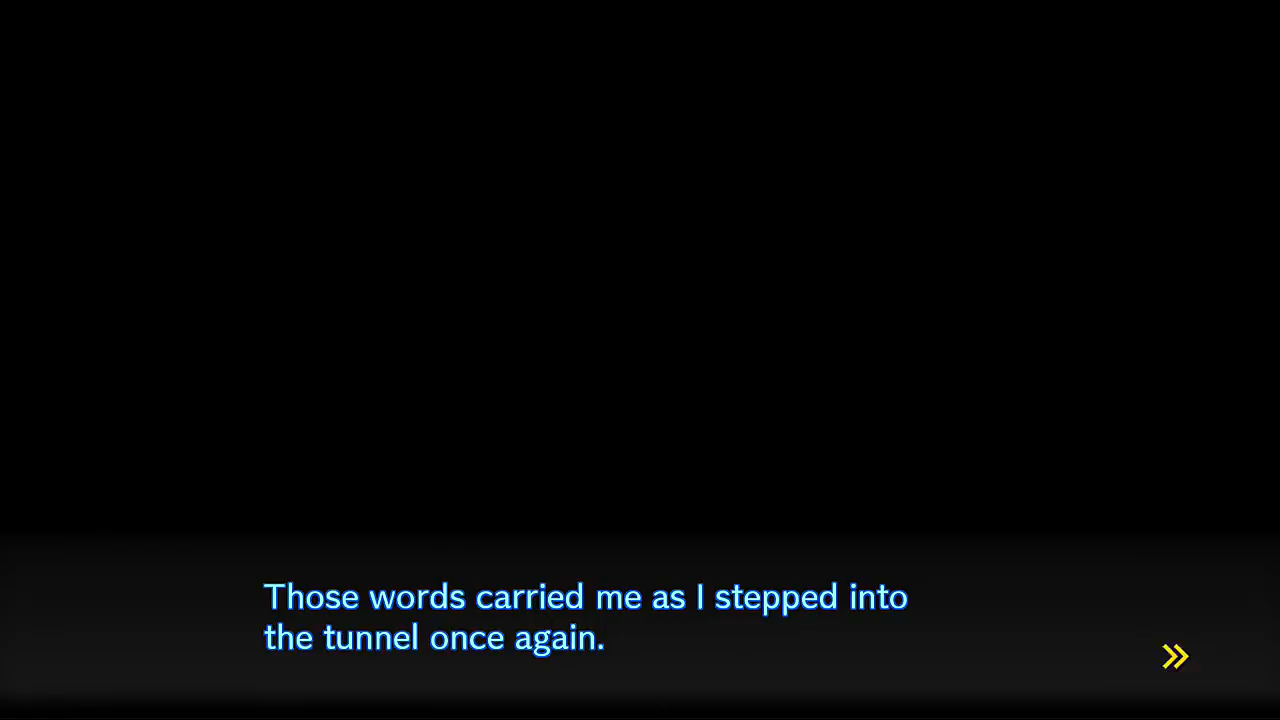 Those words carried me as I stepped into
the tunnel once again.